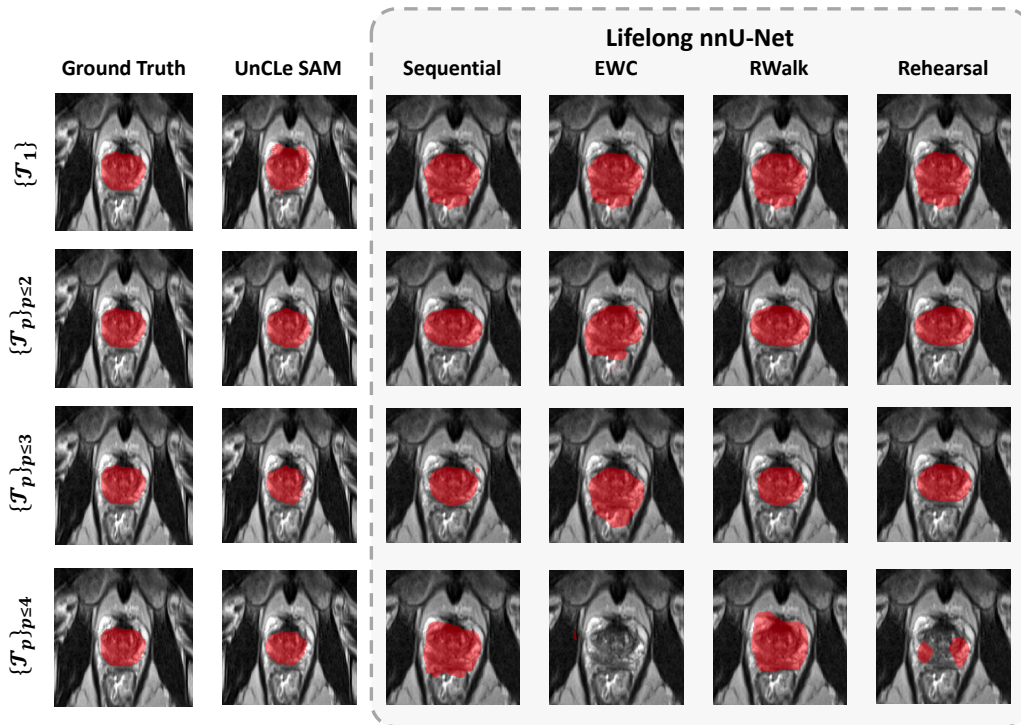 Lifelong nnU-Net
Ground Truth UnCLe SAM Sequential EWC RWalk Rehearsal
{𝒯₁}
{𝒯ₚ}ₚ≤₂
{𝒯ₚ}ₚ≤₃
{𝒯ₚ}ₚ≤₄